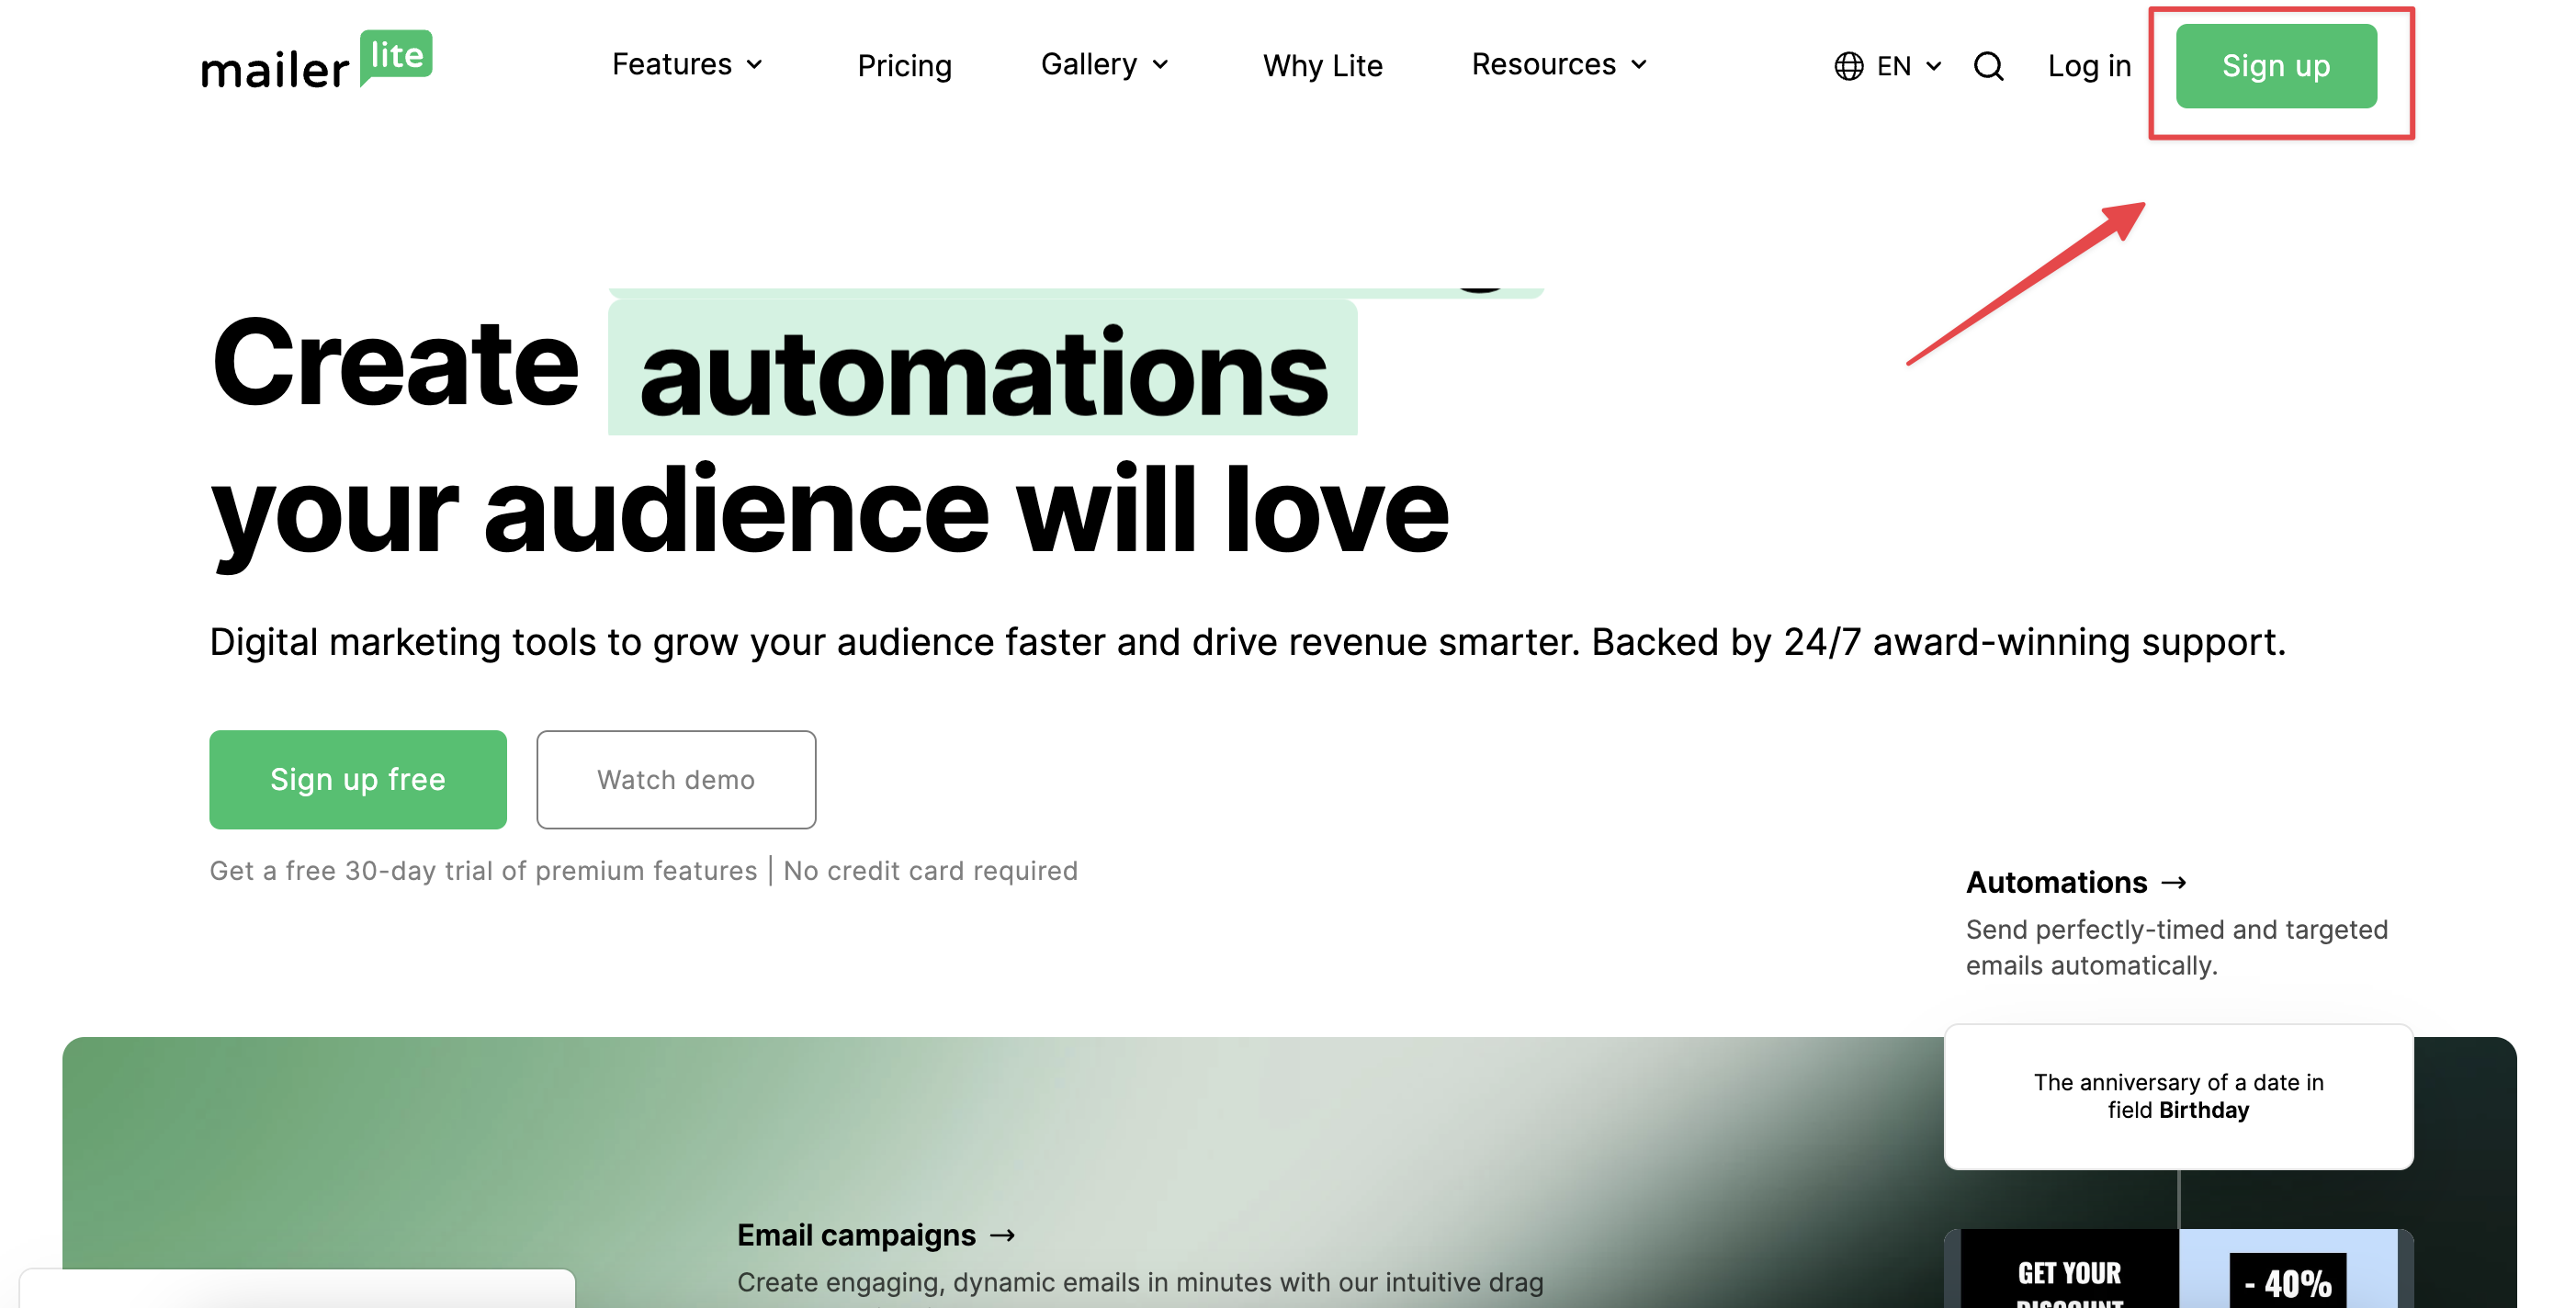 mailer lite
Features
Pricing
Gallery
Why Lite
Resources
EN
Log in
Sign up
Create automations
your audience will love
Digital marketing tools to grow your audience faster and drive revenue smarter. Backed by 24/7 award-winning support.
Sign up free
Watch demo
Get a free 30-day trial of premium features | No credit card required
Automations →
Send perfectly-timed and targeted
emails automatically.
The anniversary of a date in
field Birthday
Email campaigns →
Create engaging, dynamic emails in minutes with our intuitive drag
GET YOUR
DISCOUNT
- 40%